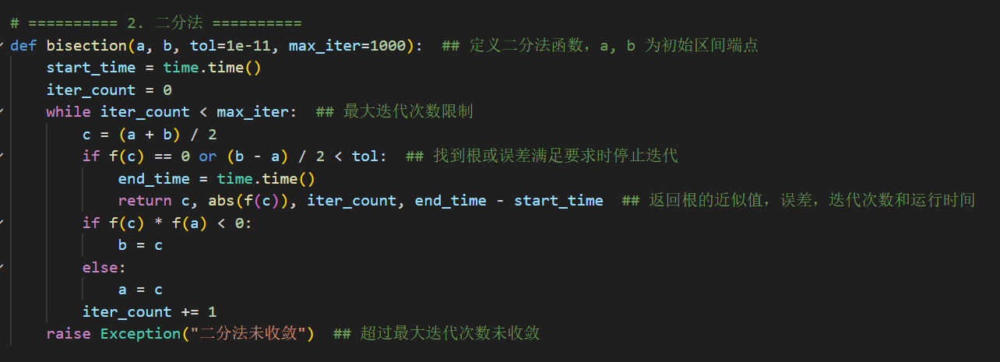 # ========== 2. 二分法 ==========
def bisection(a, b, tol=1e-11, max_iter=1000):  ## 定义二分法函数，a, b 为初始区间端点
    start_time = time.time()
    iter_count = 0
    while iter_count < max_iter:  ## 最大迭代次数限制
        c = (a + b) / 2
        if f(c) == 0 or (b - a) / 2 < tol:  ## 找到根或误差满足要求时停止迭代
            end_time = time.time()
            return c, abs(f(c)), iter_count, end_time - start_time  ## 返回根的近似值，误差，迭代次数和运行时间
        if f(c) * f(a) < 0:
            b = c
        else:
            a = c
        iter_count += 1
    raise Exception("二分法未收敛")  ## 超过最大迭代次数未收敛